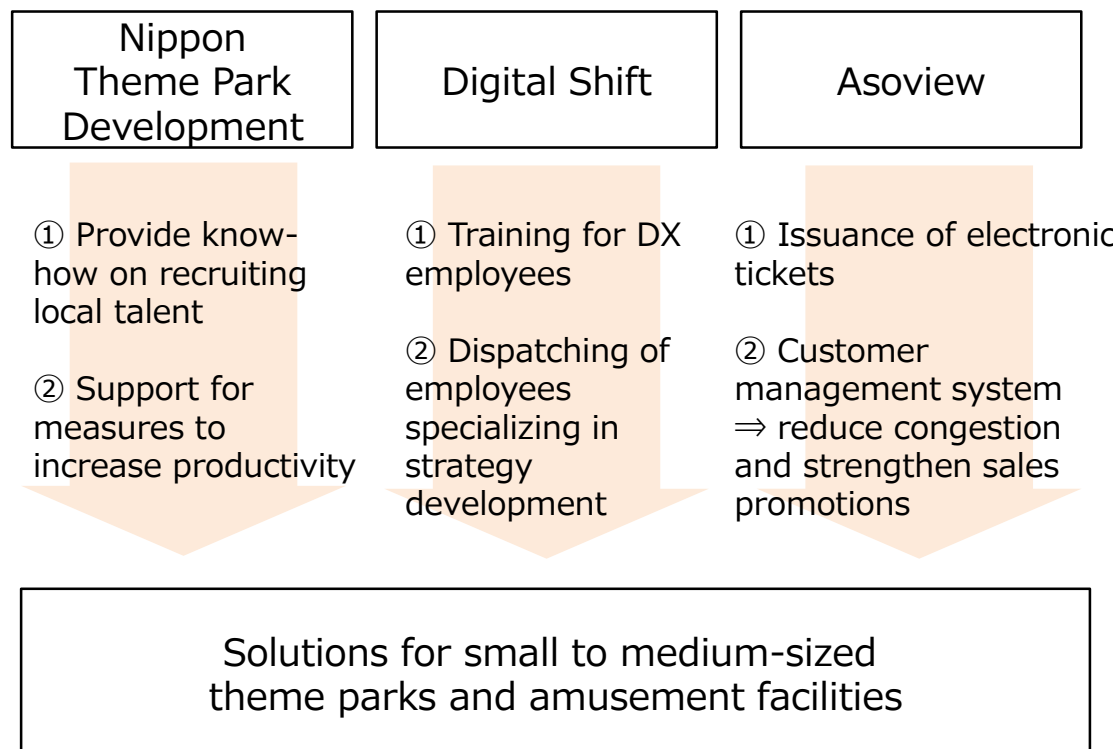 Nippon
Theme Park
Development
Digital Shift
Asoview
① Provide know-
how on recruiting
local talent
② Support for
measures to
increase productivity
① Training for DX
employees
② Dispatching of
employees
specializing in
strategy
development
① Issuance of electronic
tickets
② Customer
management system
⇒ reduce congestion
and strengthen sales
promotions
Solutions for small to medium-sized
theme parks and amusement facilities